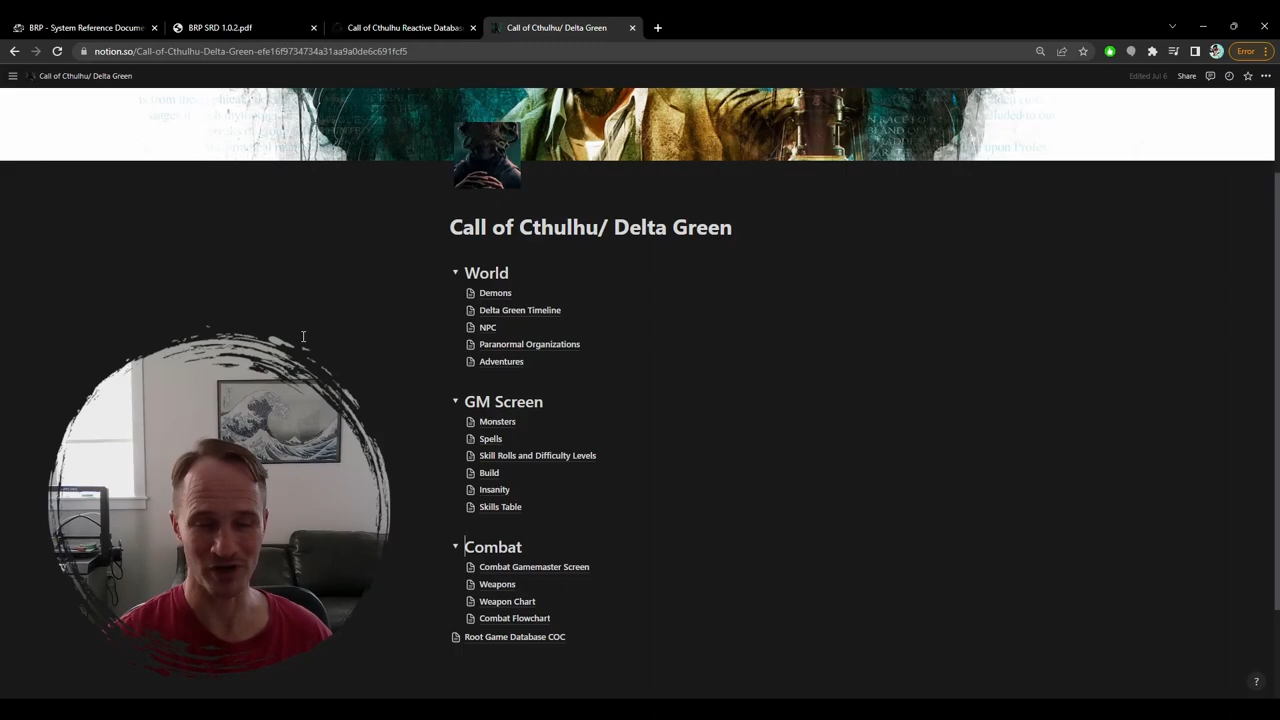 BRP - System Reference Docume
BRP SRD 1.0.2.pdf
Call of Cthulhu Reactive Databas
Call of Cthulhu/ Delta Green
notion.so/Call-of-Cthulhu-Delta-Green-efe16f9734734a31aa9a0de6c691fcf5
Error
Call of Cthulhu/ Delta Green
Edited Jul 6
Share
Call of Cthulhu/ Delta Green
World
Demons
Delta Green Timeline
NPC
Paranormal Organizations
Adventures
GM Screen
Monsters
Spells
Skill Rolls and Difficulty Levels
Build
Insanity
Skills Table
Combat
Combat Gamemaster Screen
Weapons
Weapon Chart
Combat Flowchart
Root Game Database COC
?